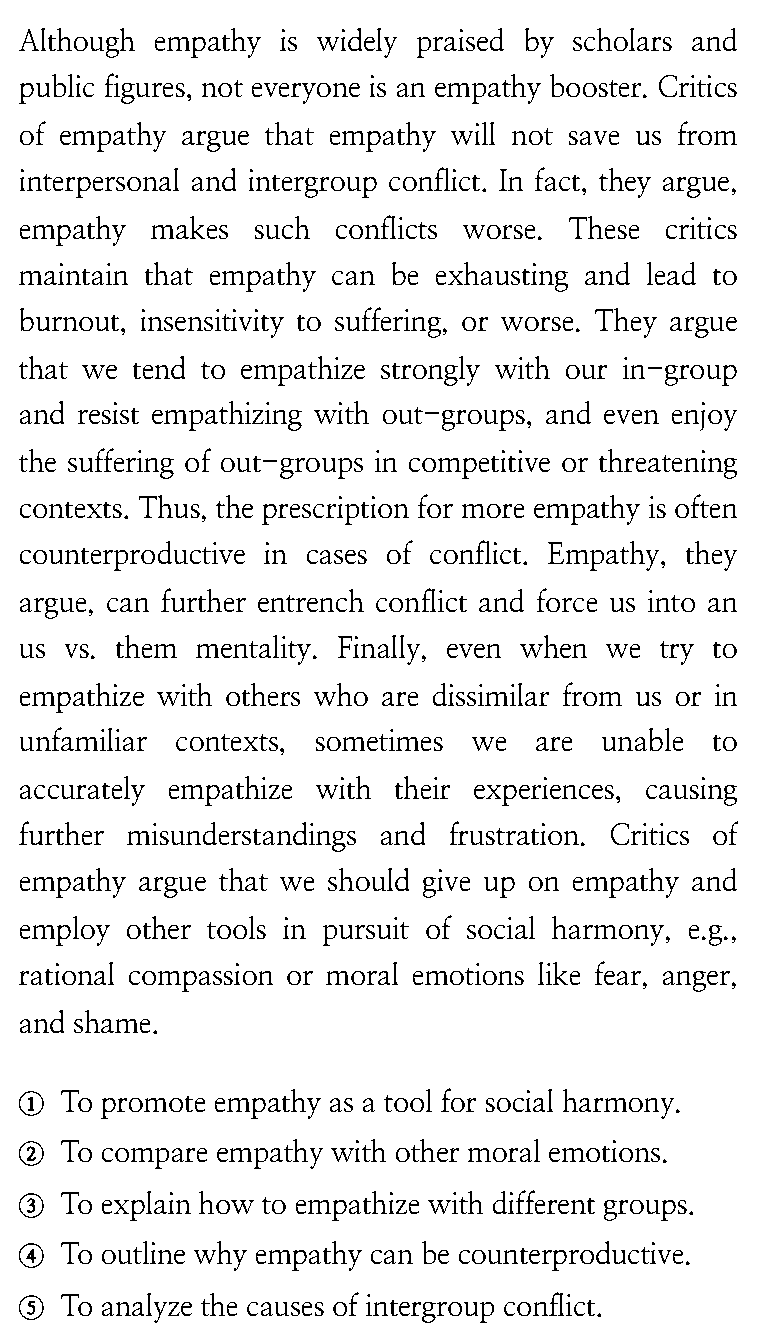 Although empathy is widely praised by scholars and
public figures, not everyone is an empathy booster. Critics
of empathy argue that empathy will not save us from
interpersonal and intergroup conflict. In fact, they argue,
empathy makes such conflicts worse. These critics
maintain that empathy can be exhausting and lead to
burnout, insensitivity to suffering, or worse. They argue
that we tend to empathize strongly with our in-group
and resist empathizing with out-groups, and even enjoy
the suffering of out-groups in competitive or threatening
contexts. Thus, the prescription for more empathy is often
counterproductive in cases of conflict. Empathy, they
argue, can further entrench conflict and force us into an
us vs. them mentality. Finally, even when we try to
empathize with others who are dissimilar from us or in
unfamiliar contexts, sometimes we are unable to
accurately empathize with their experiences, causing
further misunderstandings and frustration. Critics of
empathy argue that we should give up on empathy and
employ other tools in pursuit of social harmony, e.g.,
rational compassion or moral emotions like fear, anger,
and shame.
① To promote empathy as a tool for social harmony.
② To compare empathy with other moral emotions.
③ To explain how to empathize with different groups.
④ To outline why empathy can be counterproductive.
⑤ To analyze the causes of intergroup conflict.